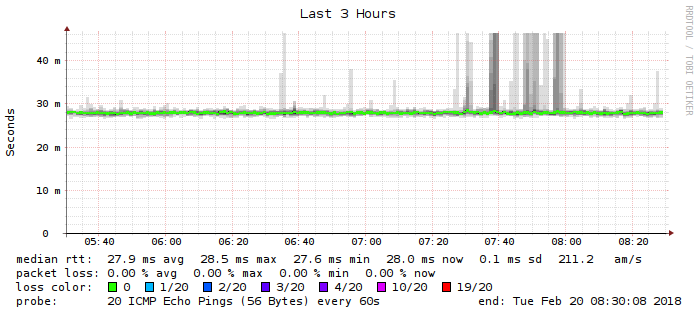 Last 3 Hours
RRDTOOL / TOBI OETIKER
Seconds
40 m
30 m
20 m
10 m
0
05:40 06:00 06:20 06:40 07:00 07:20 07:40 08:00 08:20
median rtt: 27.9 ms avg 28.5 ms max 27.6 ms min 28.0 ms now 0.1 ms sd 211.2 am/s
packet loss: 0.00 % avg 0.00 % max 0.00 % min 0.00 % now
loss color: 0 1/20 2/20 3/20 4/20 10/20 19/20
probe: 20 ICMP Echo Pings (56 Bytes) every 60s end: Tue Feb 20 08:30:08 2018